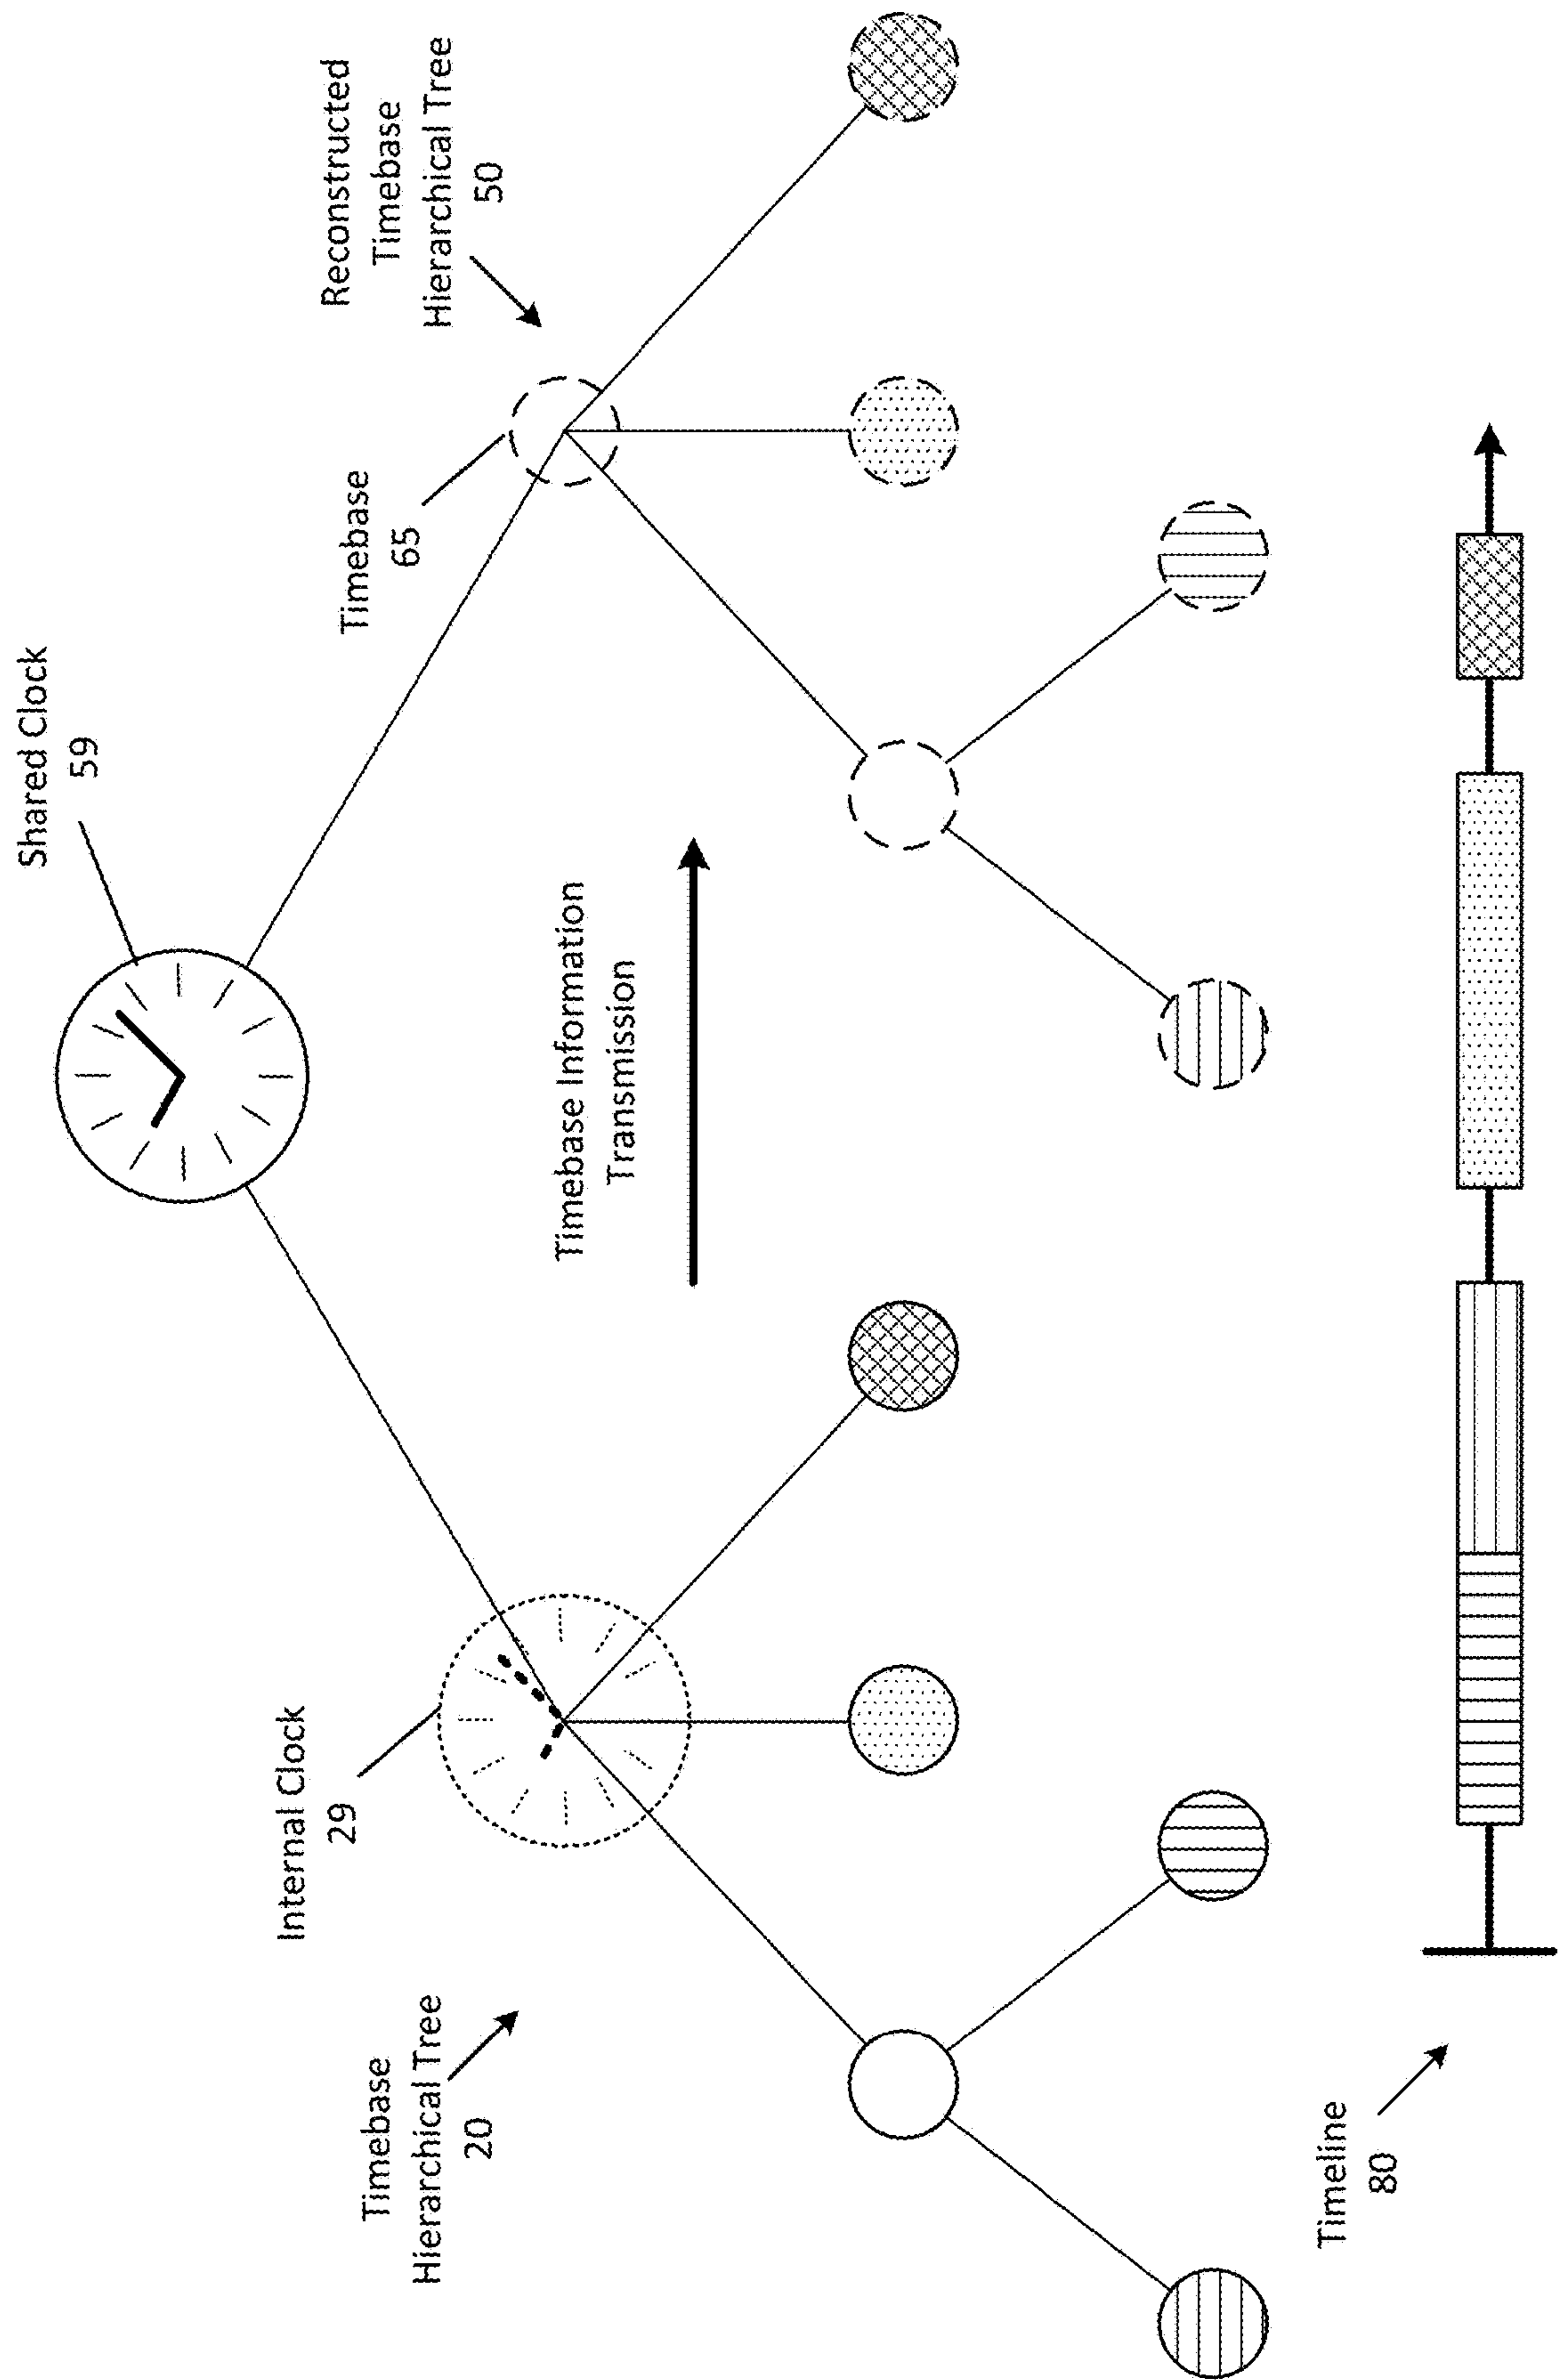 Shared Clock
59
Reconstructed
Timebase
Hierarchical Tree
50
Timebase
65
Internal Clock
29
Timebase
Hierarchical Tree
20
Timebase Information
Transmission
Timeline
80